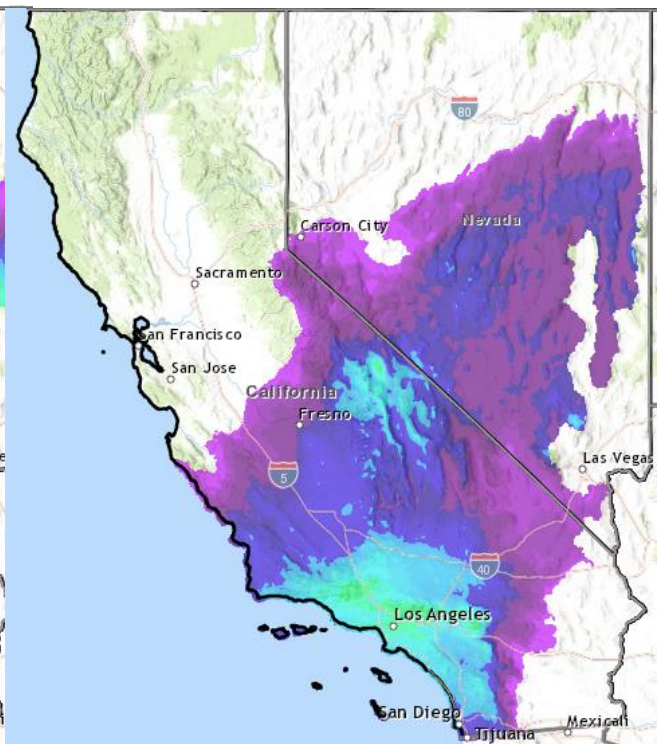 80
Nevada
Carson City
Sacramento
San Francisco
San Jose
California
Fresno
Las Vegas
5
40
Los Angeles
San Diego
Tijuana
Mexicali